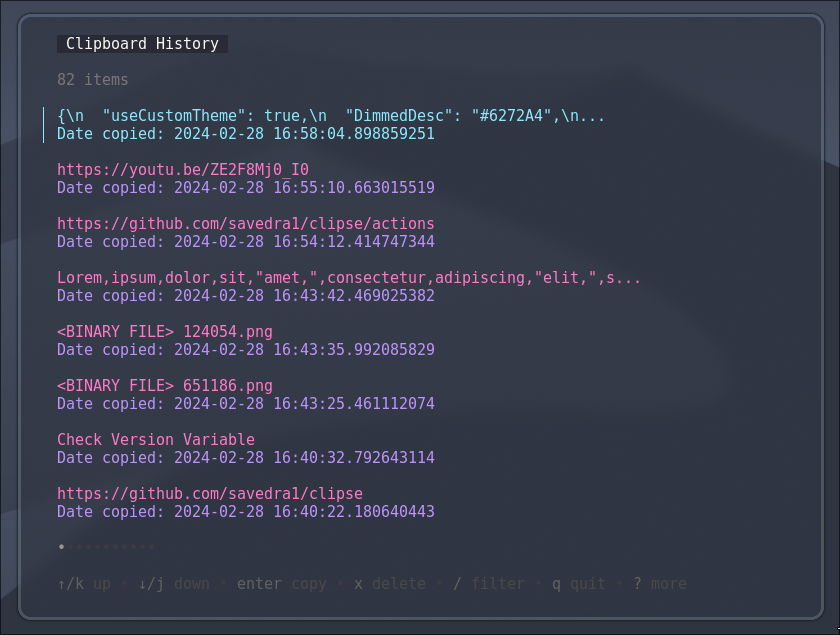 Clipboard History
82 items
{\n  "useCustomTheme": true,\n  "DimmedDesc": "#6272A4",\n...
Date copied: 2024-02-28 16:58:04.898859251
https://youtu.be/ZE2F8Mj0_I0
Date copied: 2024-02-28 16:55:10.663015519
https://github.com/savedra1/clipse/actions
Date copied: 2024-02-28 16:54:12.414747344
Lorem,ipsum,dolor,sit,"amet,",consectetur,adipiscing,"elit,",s...
Date copied: 2024-02-28 16:43:42.469025382
<BINARY FILE> 124054.png
Date copied: 2024-02-28 16:43:35.992085829
<BINARY FILE> 651186.png
Date copied: 2024-02-28 16:43:25.461112074
Check Version Variable
Date copied: 2024-02-28 16:40:32.792643114
https://github.com/savedra1/clipse
Date copied: 2024-02-28 16:40:22.180640443
•••••••••••
↑/k up • ↓/j down • enter copy • x delete • / filter • q quit • ? more